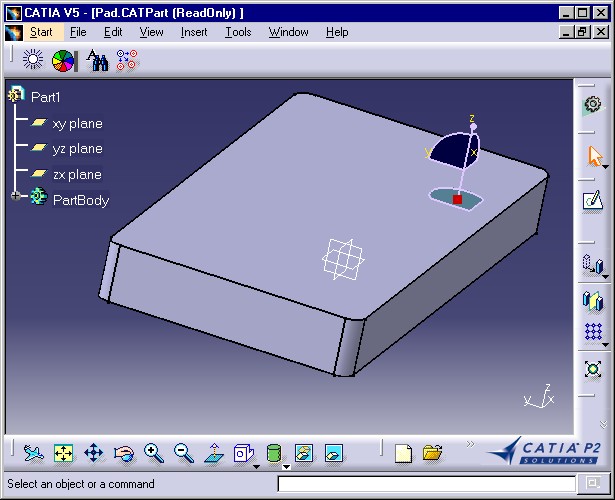 CATIA V5 - [Pad.CATPart (ReadOnly) ]
Start File Edit View Insert Tools Window Help
A
Part1
xy plane
yz plane
zx plane
PartBody
z
y x
z
y x
CATIA P2
SOLUTIONS
Select an object or a command